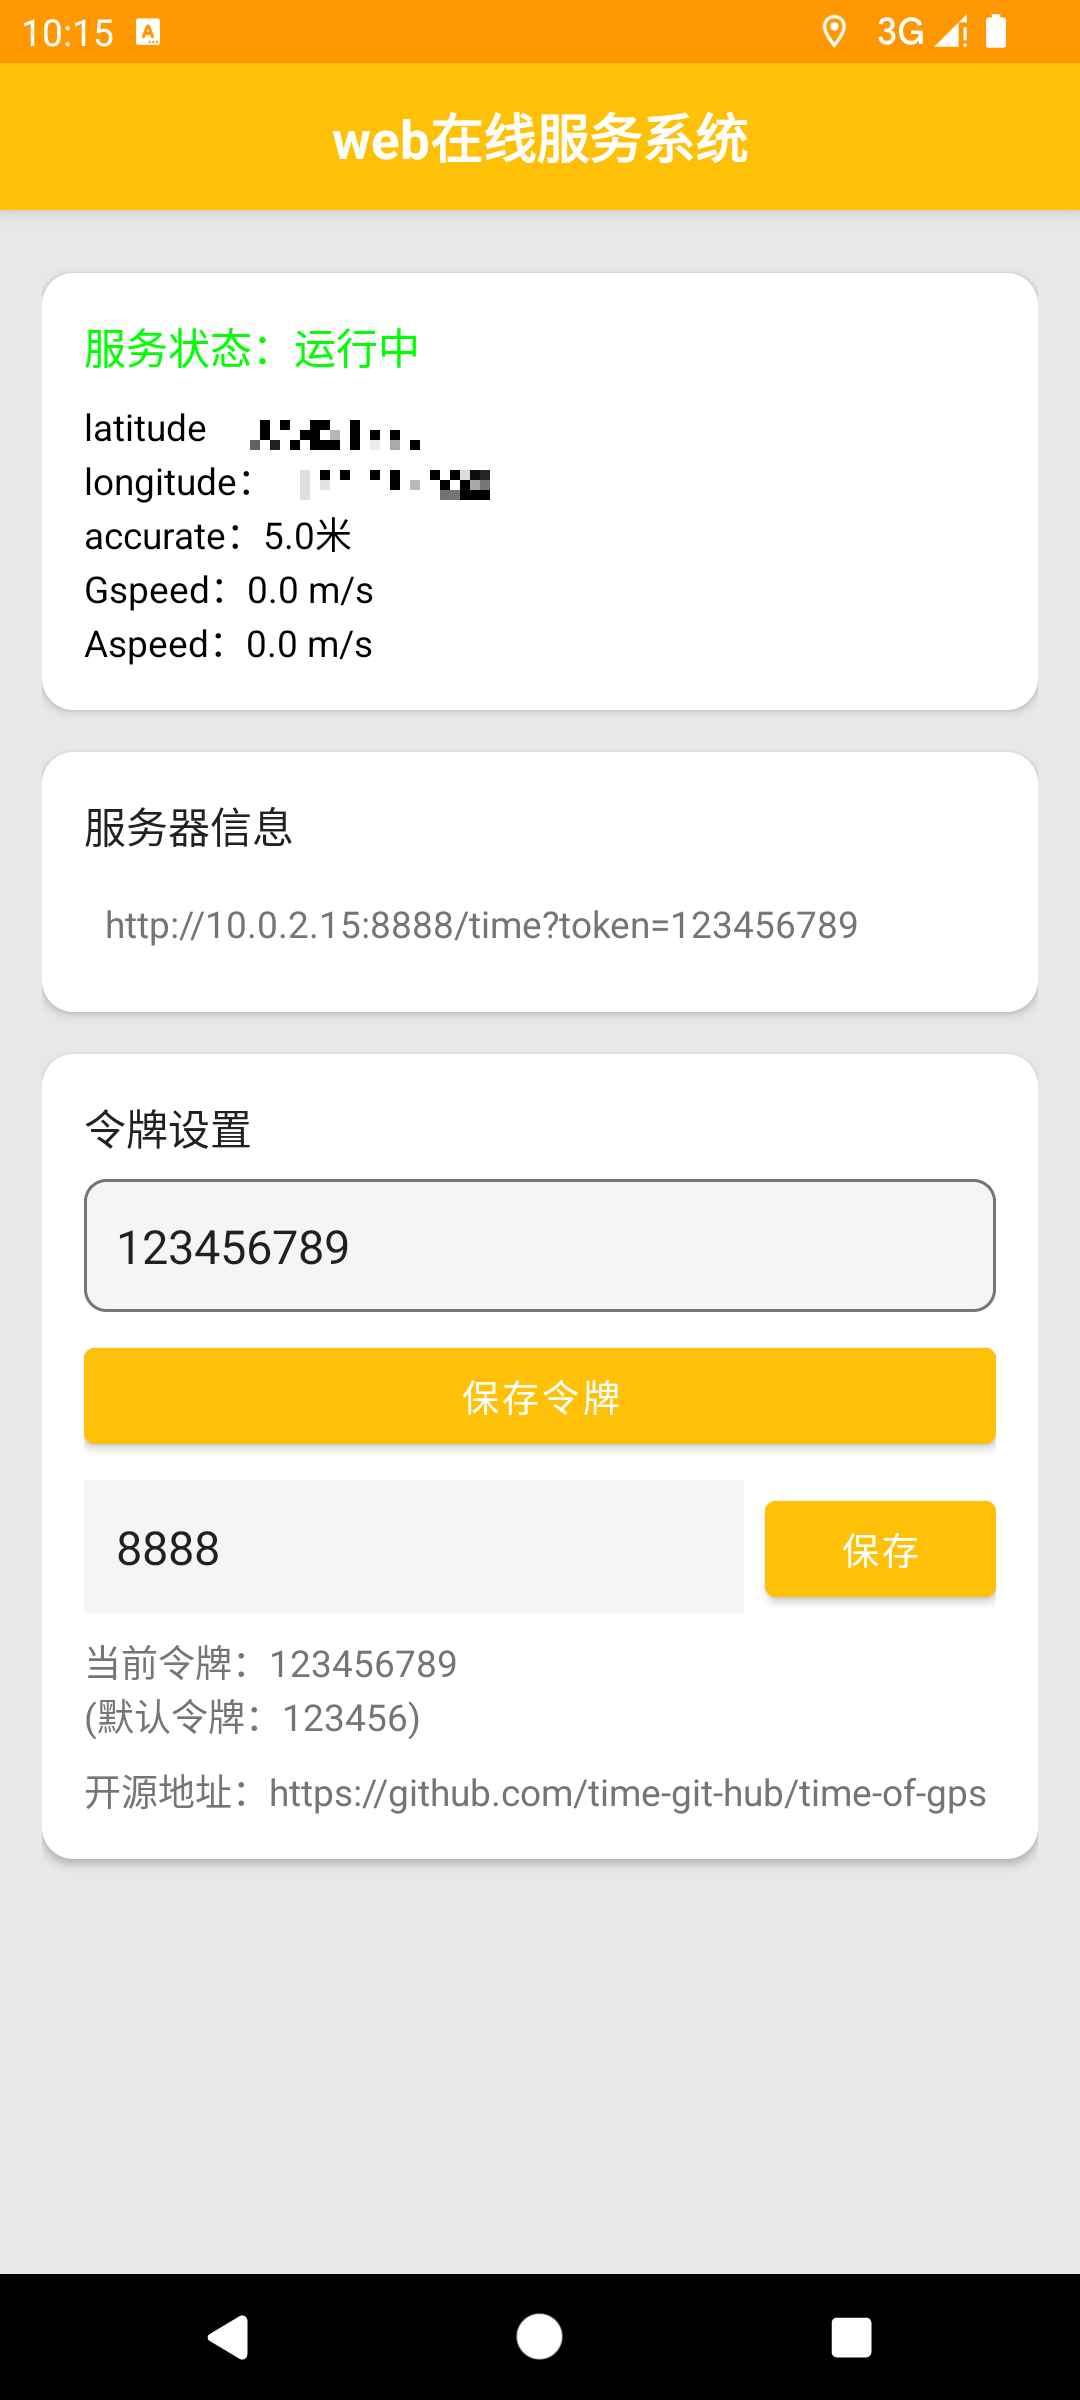 10:15
3G
web在线服务系统
服务状态：运行中
latitude
longitude：
accurate：5.0米
Gspeed：0.0 m/s
Aspeed：0.0 m/s
服务器信息
http://10.0.2.15:8888/time?token=123456789
令牌设置
123456789
保存令牌
8888
保存
当前令牌：123456789
(默认令牌：123456)
开源地址：https://github.com/time-git-hub/time-of-gps